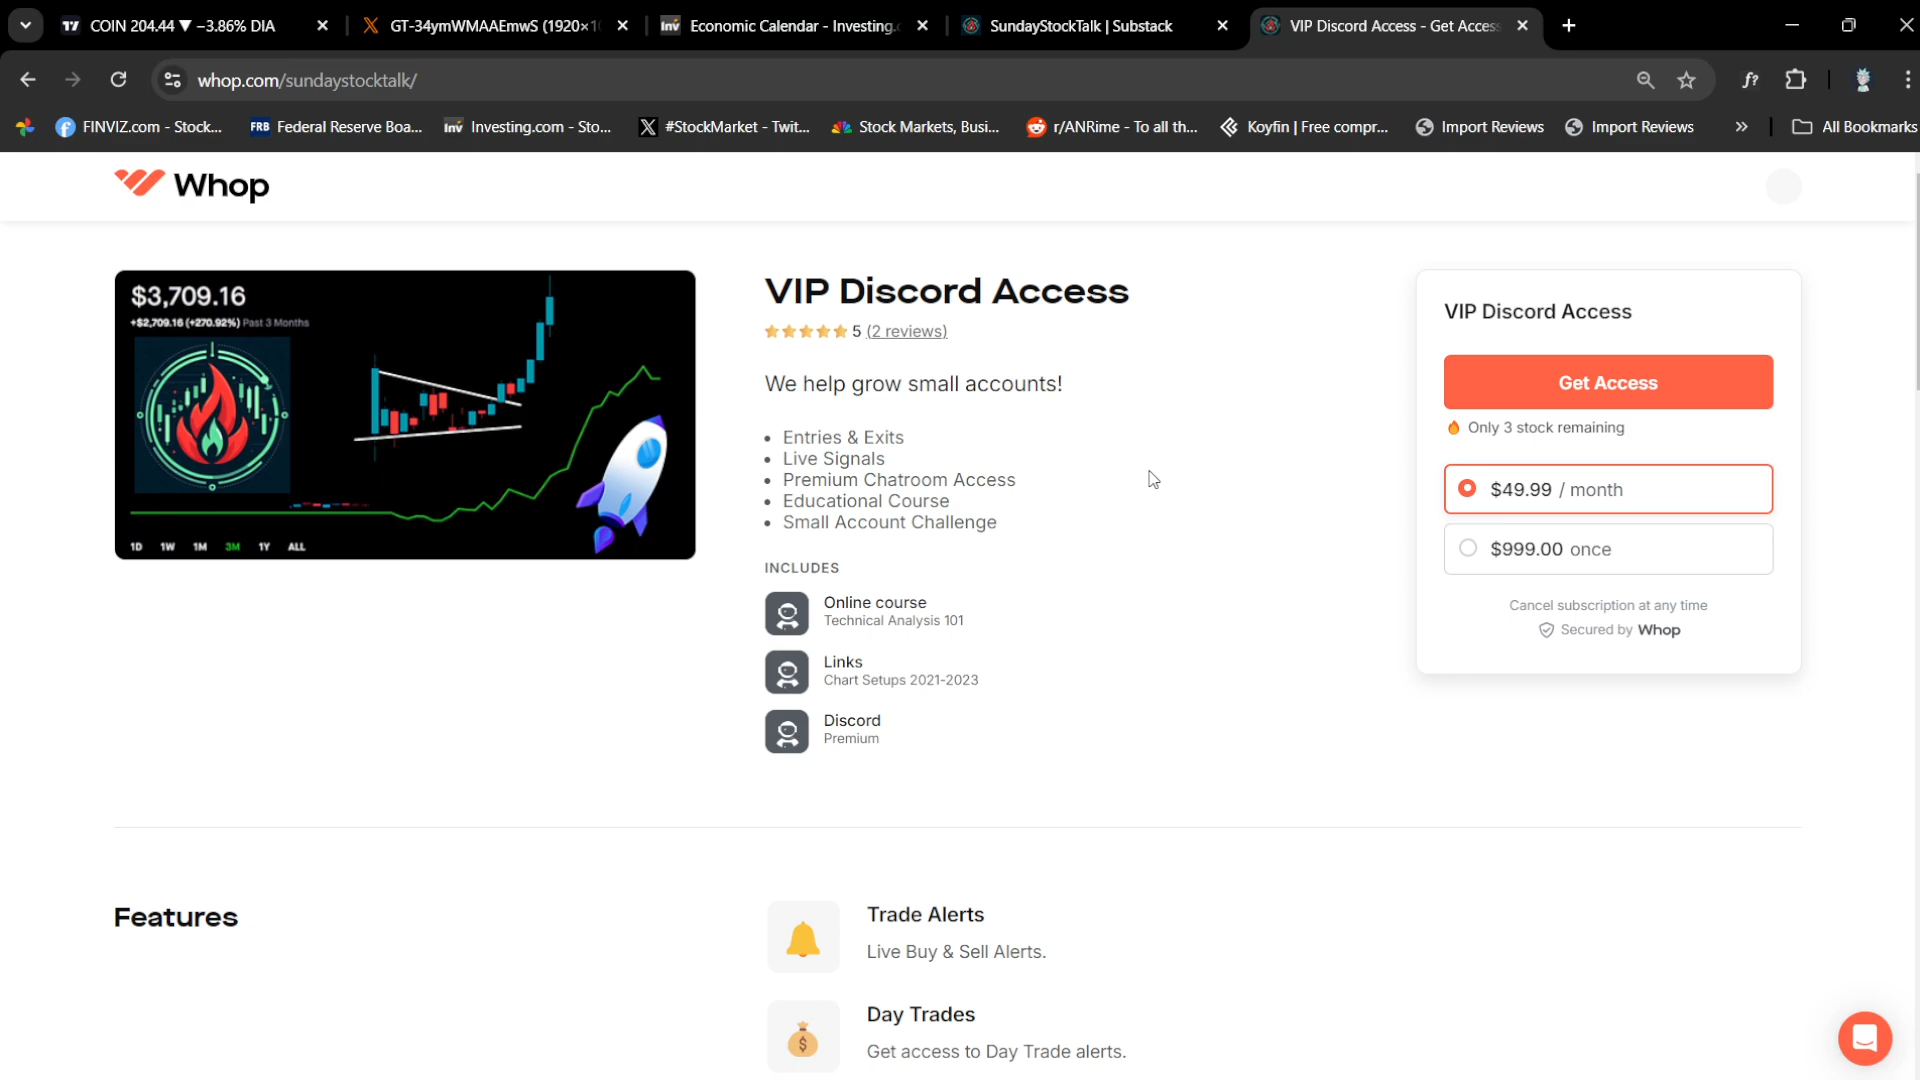 COIN 204.44 ▼ −3.86% DIA
GT-34ymWMAAEmwS (1920×1
Economic Calendar - Investing.
SundayStockTalk | Substack
VIP Discord Access - Get Access
whop.com/sundaystocktalk/
f?
FINVIZ.com - Stock...
FRB Federal Reserve Boa...
Inv Investing.com - Sto...
#StockMarket - Twit...
Stock Markets, Busi...
r/ANRime - To all th...
Koyfin | Free compr...
Import Reviews
Import Reviews
»
All Bookmarks
Whop
$3,709.16
+$2,709.16 (+270.92%) Past 3 Months
1D 1W 1M 3M 1Y ALL
VIP Discord Access
5 (2 reviews)
We help grow small accounts!
• Entries & Exits
• Live Signals
• Premium Chatroom Access
• Educational Course
• Small Account Challenge
INCLUDES
Online course
Technical Analysis 101
Links
Chart Setups 2021-2023
Discord
Premium
VIP Discord Access
Get Access
🔥 Only 3 stock remaining
$49.99 / month
$999.00 once
Cancel subscription at any time
Secured by Whop
Features
Trade Alerts
Live Buy & Sell Alerts.
Day Trades
Get access to Day Trade alerts.